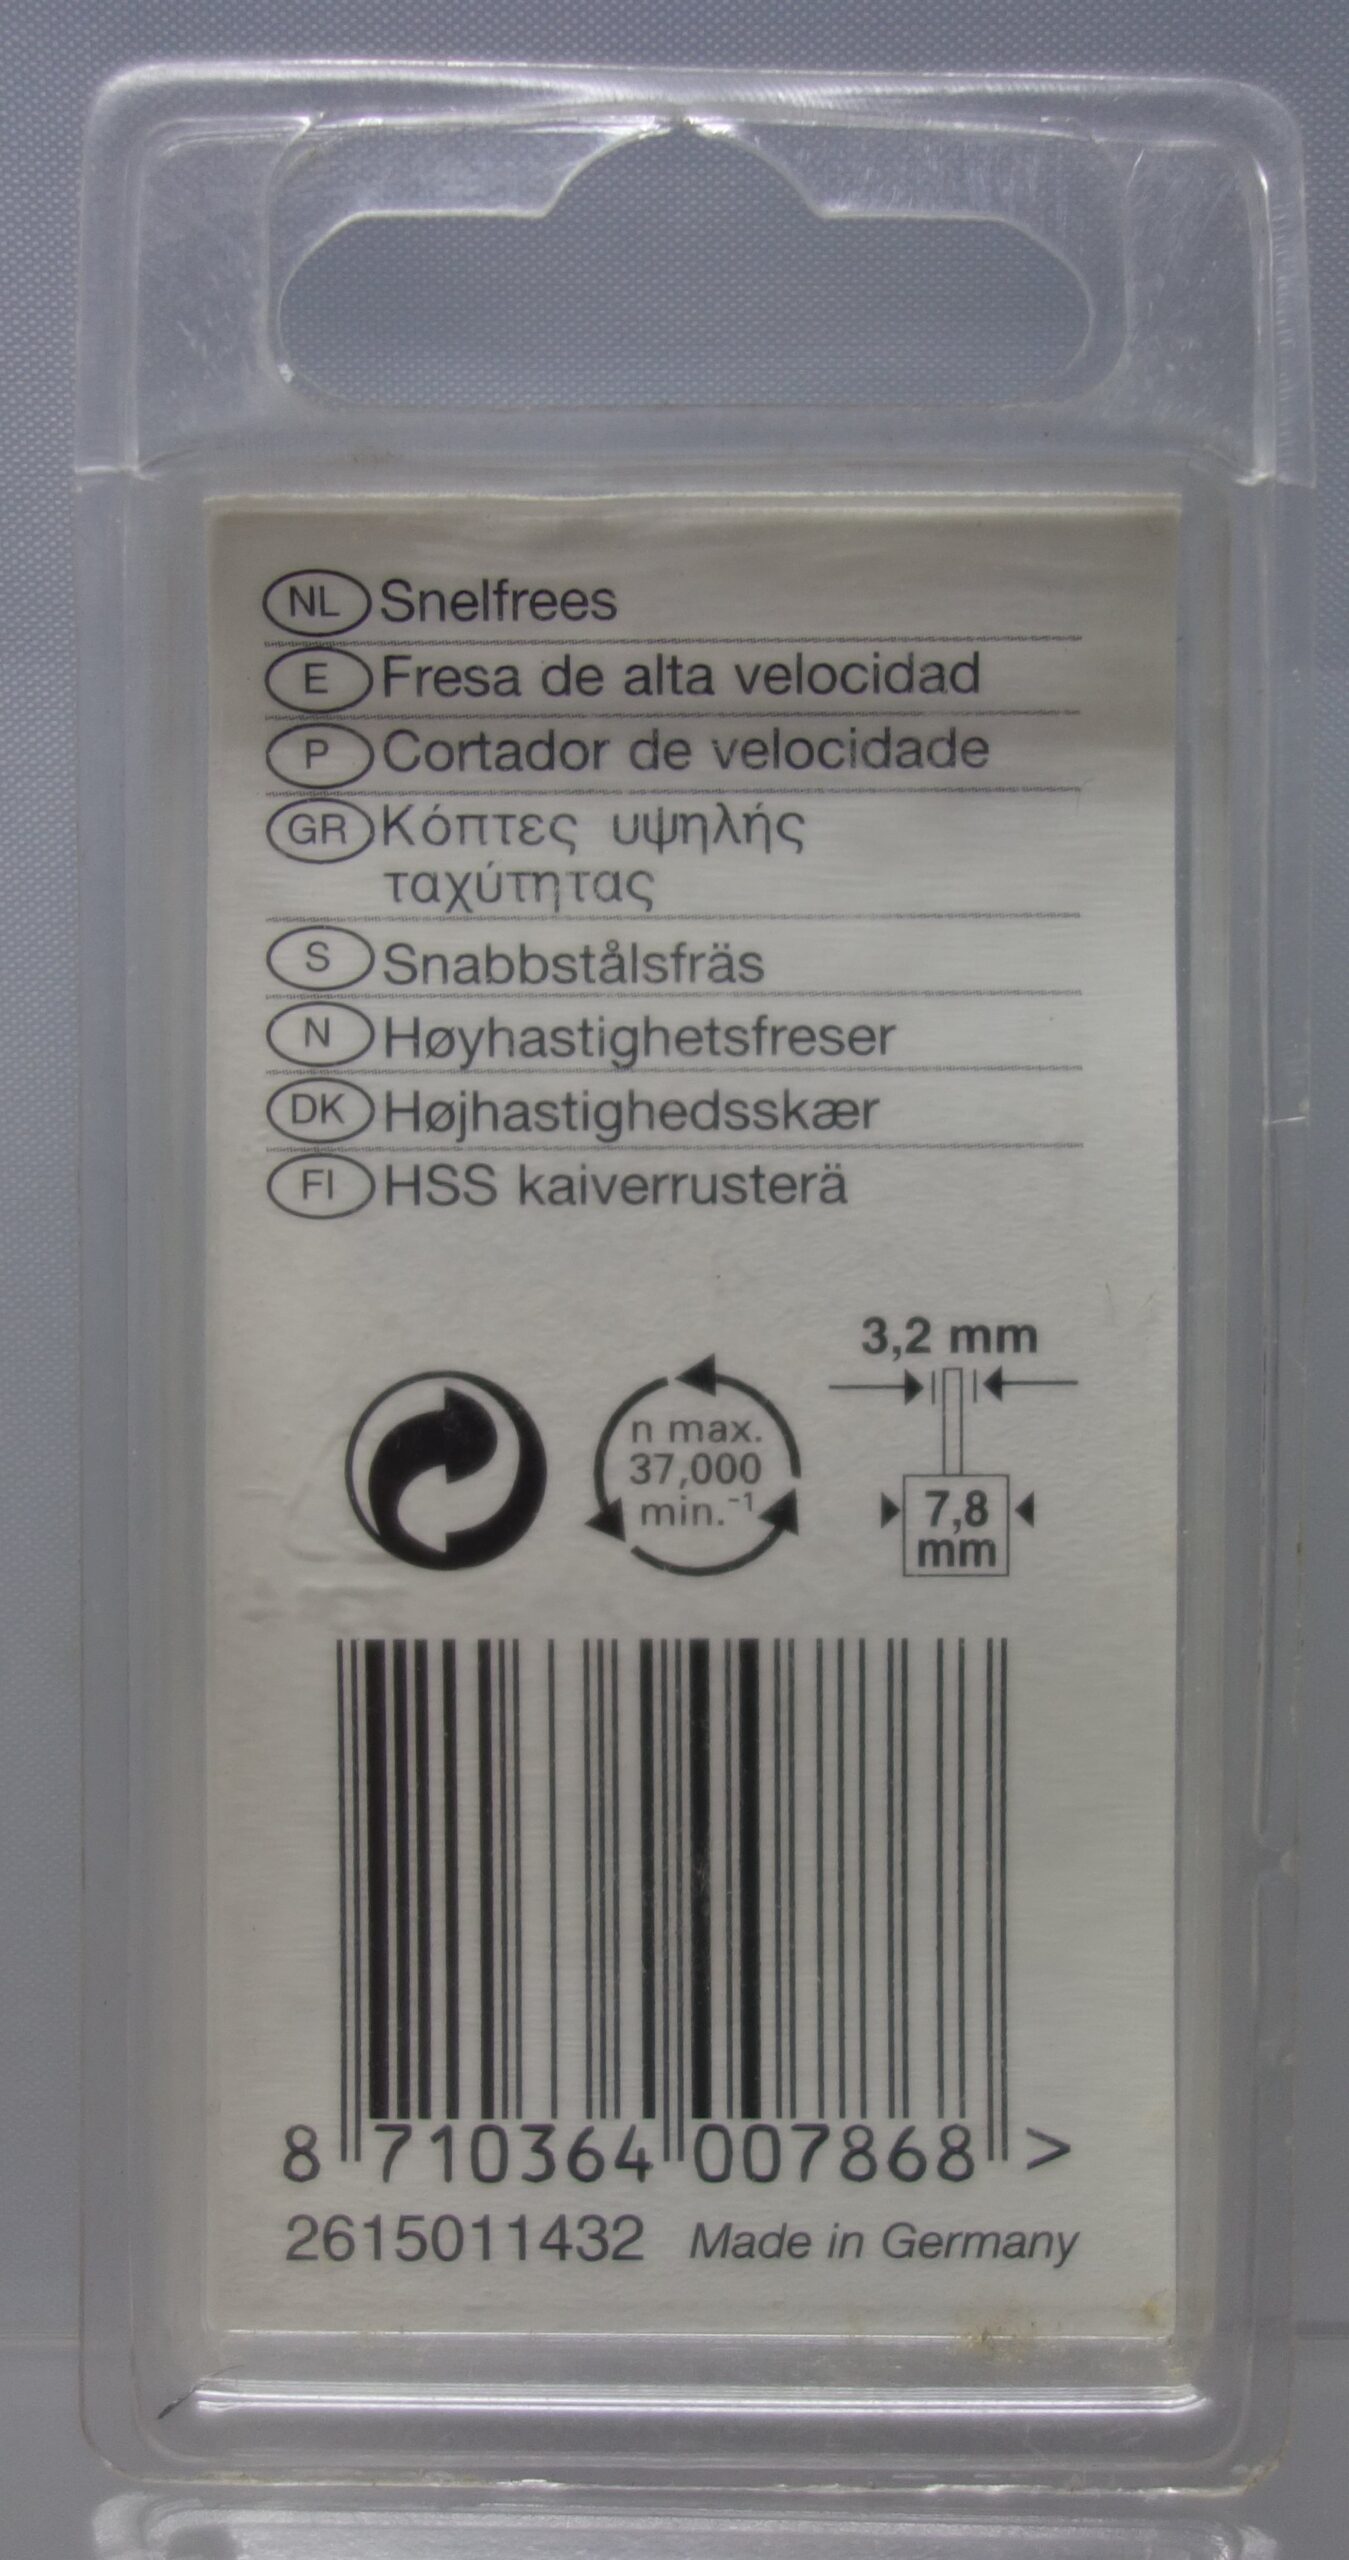 NL Snelfrees
E Fresa de alta velocidad
P Cortador de velocidade
GR Κόπτες υψηλής
ταχύτητας
S Snabbstålsfräs
N Høyhastighetsfreser
DK Højhastighedsskær
FI HSS kaiverrusterä
3,2 mm
n max.
37,000
min.⁻¹
7,8
mm
8 710364 007868 >
2615011432 Made in Germany